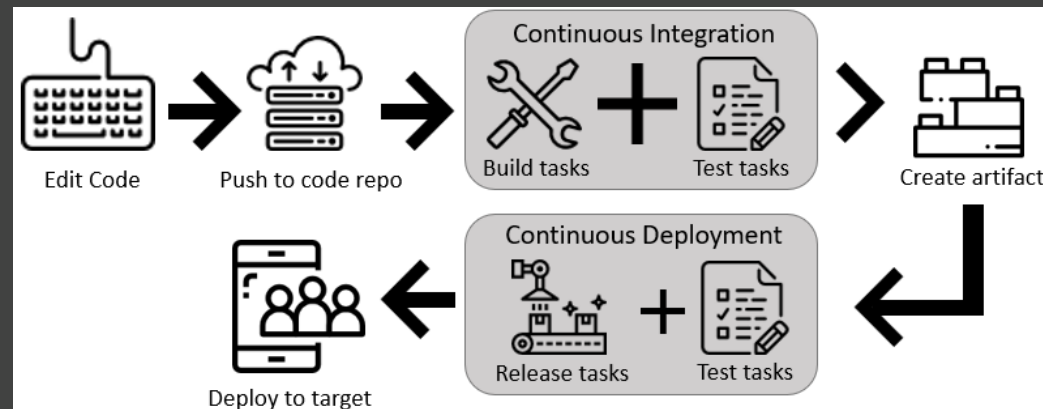 Continuous Integration
Build tasks
Test tasks
Edit Code
Push to code repo
Create artifact
Continuous Deployment
Release tasks
Test tasks
Deploy to target